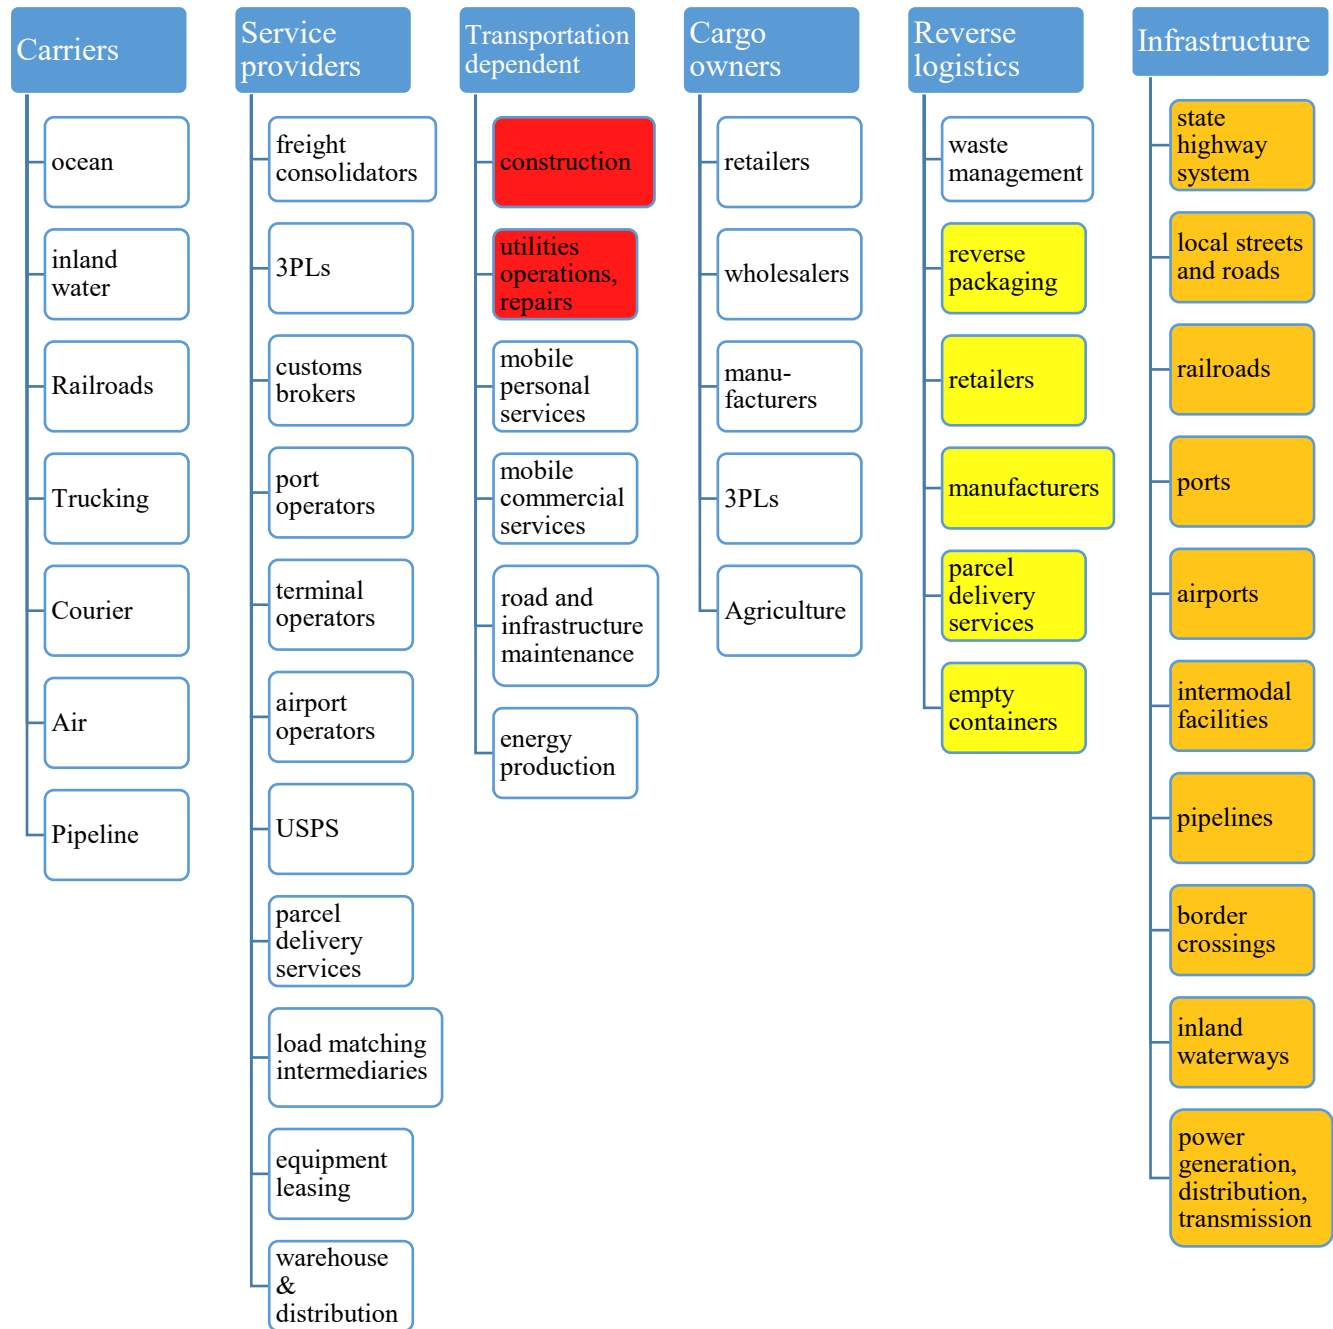 Carriers
ocean
inland
water
Railroads
Trucking
Courier
Air
Pipeline
Service
providers
freight
consolidators
3PLs
customs
brokers
port
operators
terminal
operators
airport
operators
USPS
parcel
delivery
services
load matching
intermediaries
equipment
leasing
warehouse
&
distribution
Transportation
dependent
construction
utilities
operations,
repairs
mobile
personal
services
mobile
commercial
services
road and
infrastructure
maintenance
energy
production
Cargo
owners
retailers
wholesalers
manu-
facturers
3PLs
Agriculture
Reverse
logistics
waste
management
reverse
packaging
retailers
manufacturers
parcel
delivery
services
empty
containers
Infrastructure
state
highway
system
local streets
and roads
railroads
ports
airports
intermodal
facilities
pipelines
border
crossings
inland
waterways
power
generation,
distribution,
transmission